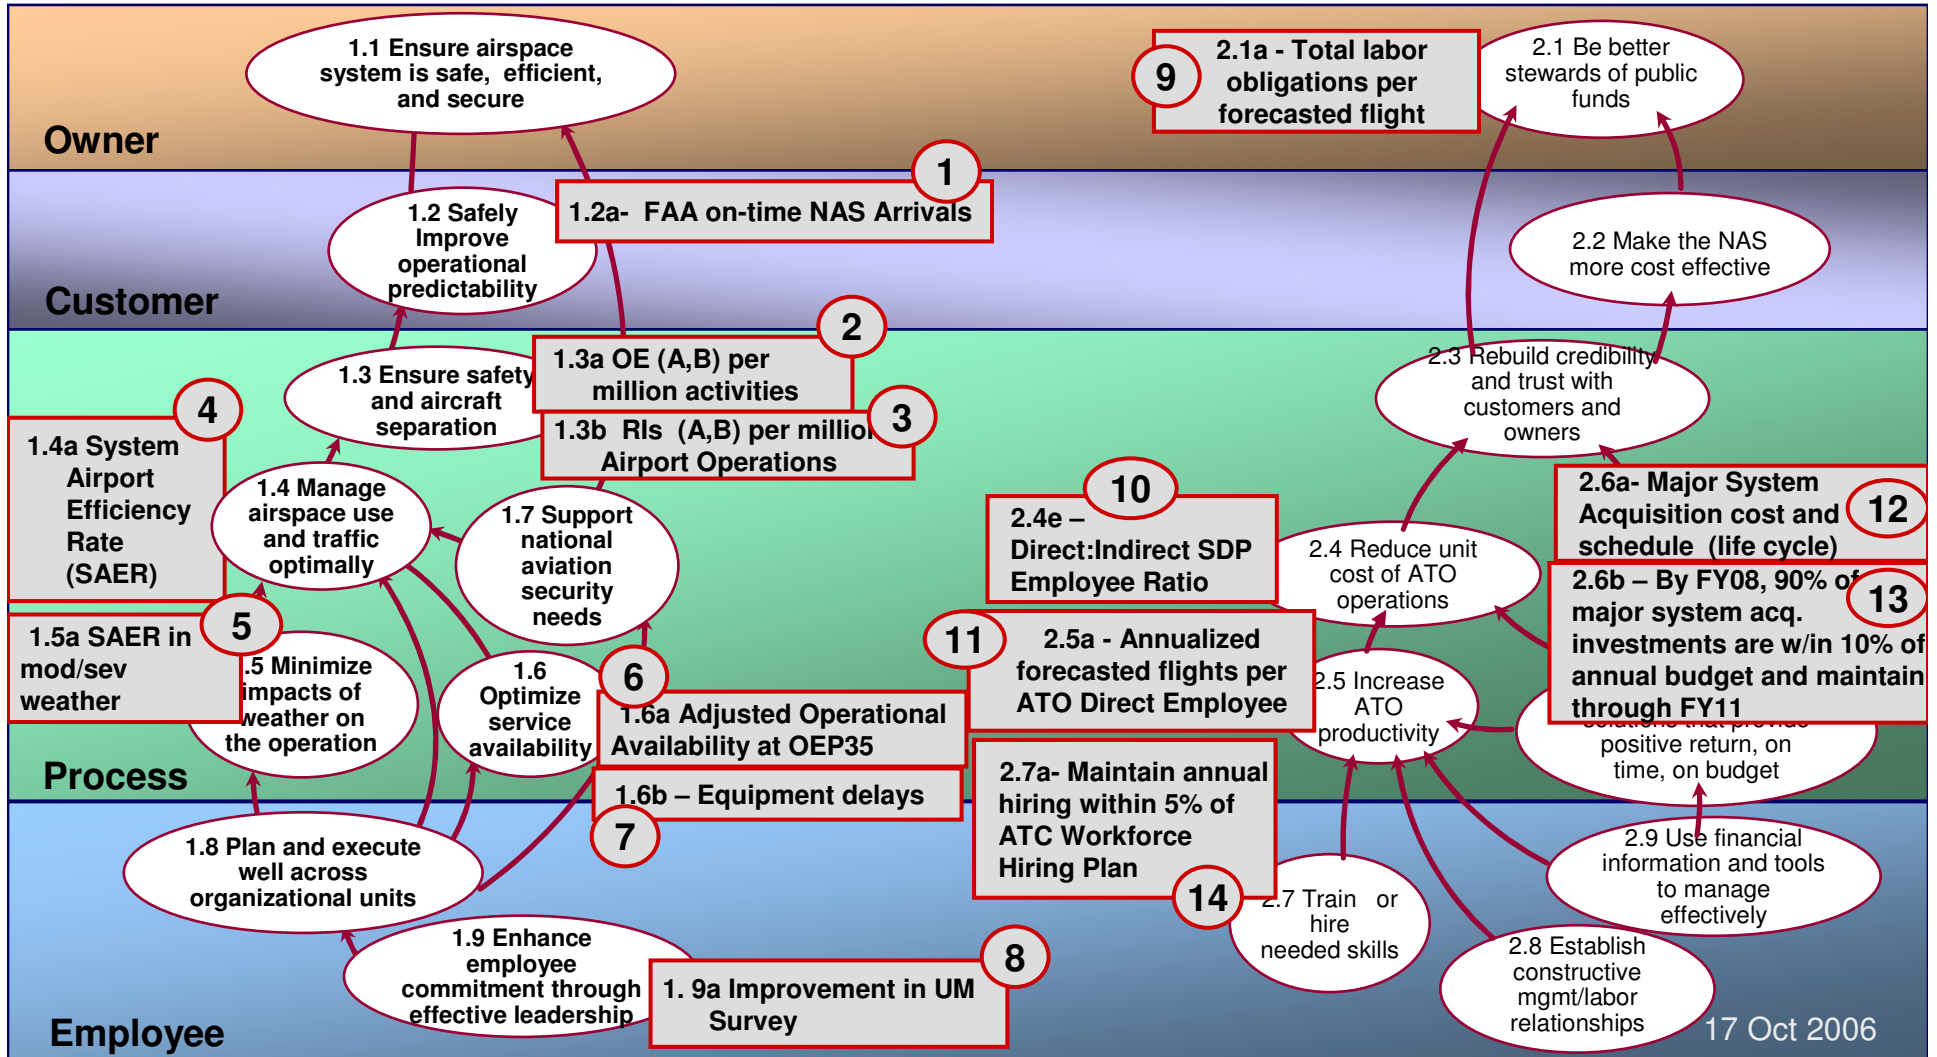 1.1 Ensure airspace
system is safe, efficient,
and secure
9
2.1a - Total labor
obligations per
forecasted flight
2.1 Be better
stewards of public
funds
Owner
1
1.2a- FAA on-time NAS Arrivals
1.2 Safely
Improve
operational
predictability
2.2 Make the NAS
more cost effective
Customer
2
1.3a OE (A,B) per
million activities
3
1.3b RIs (A,B) per million
Airport Operations
1.3 Ensure safety
and aircraft
separation
2.3 Rebuild credibility
and trust with
customers and
owners
4
1.4a System
Airport
Efficiency
Rate
(SAER)
1.4 Manage
airspace use
and traffic
optimally
1.7 Support
national
aviation
security
needs
10
2.4e –
Direct:Indirect SDP
Employee Ratio
2.4 Reduce unit
cost of ATO
operations
12
2.6a- Major System
Acquisition cost and
schedule (life cycle)
13
2.6b – By FY08, 90% of
major system acq.
investments are w/in 10% of
annual budget and maintain
through FY11
5
1.5a SAER in
mod/sev
weather
.5 Minimize
impacts of
weather on
the operation
1.6
Optimize
service
availability
6
1.6a Adjusted Operational
Availability at OEP35
11
2.5a - Annualized
forecasted flights per
ATO Direct Employee
2.5 Increase
ATO
productivity
solutions that provide
positive return, on
time, on budget
Process
1.6b – Equipment delays
7
2.7a- Maintain annual
hiring within 5% of
ATC Workforce
Hiring Plan
14
1.8 Plan and execute
well across
organizational units
2.7 Train or
hire
needed skills
2.9 Use financial
information and tools
to manage
effectively
1.9 Enhance
employee
commitment through
effective leadership
8
1. 9a Improvement in UM
Survey
2.8 Establish
constructive
mgmt/labor
relationships
Employee
17 Oct 2006